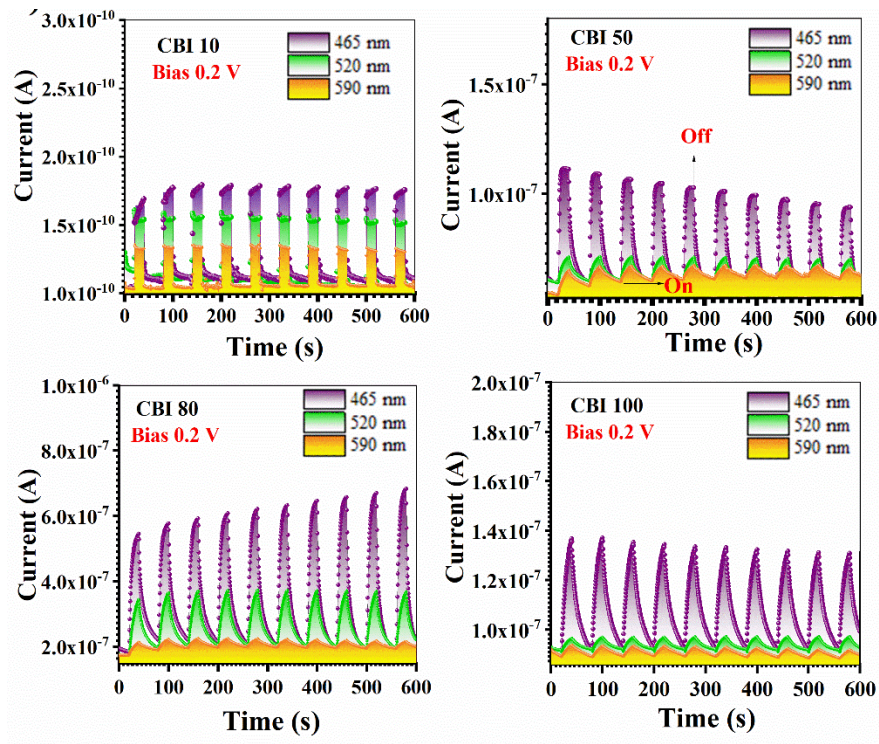 CBI 10
Bias 0.2 V
465 nm
520 nm
590 nm
Current (A)
3.0x10⁻¹⁰
2.5x10⁻¹⁰
2.0x10⁻¹⁰
1.5x10⁻¹⁰
1.0x10⁻¹⁰
0 100 200 300 400 500 600
Time (s)
CBI 50
Bias 0.2 V
465 nm
520 nm
590 nm
Off
On
Current (A)
1.5x10⁻⁷
1.0x10⁻⁷
0 100 200 300 400 500 600
Time (s)
CBI 80
Bias 0.2 V
465 nm
520 nm
590 nm
Current (A)
1.0x10⁻⁶
8.0x10⁻⁷
6.0x10⁻⁷
4.0x10⁻⁷
2.0x10⁻⁷
0 100 200 300 400 500 600
Time (s)
CBI 100
Bias 0.2 V
465 nm
520 nm
590 nm
Current (A)
2.0x10⁻⁷
1.8x10⁻⁷
1.6x10⁻⁷
1.4x10⁻⁷
1.2x10⁻⁷
1.0x10⁻⁷
0 100 200 300 400 500 600
Time (s)